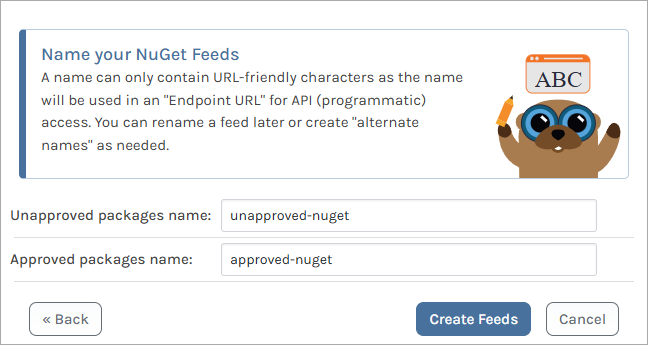 Name your NuGet Feeds
A name can only contain URL-friendly characters as the name
will be used in an "Endpoint URL" for API (programmatic)
access. You can rename a feed later or create "alternate
names" as needed.
ABC
Unapproved packages name: unapproved-nuget
Approved packages name: approved-nuget
« Back Create Feeds Cancel